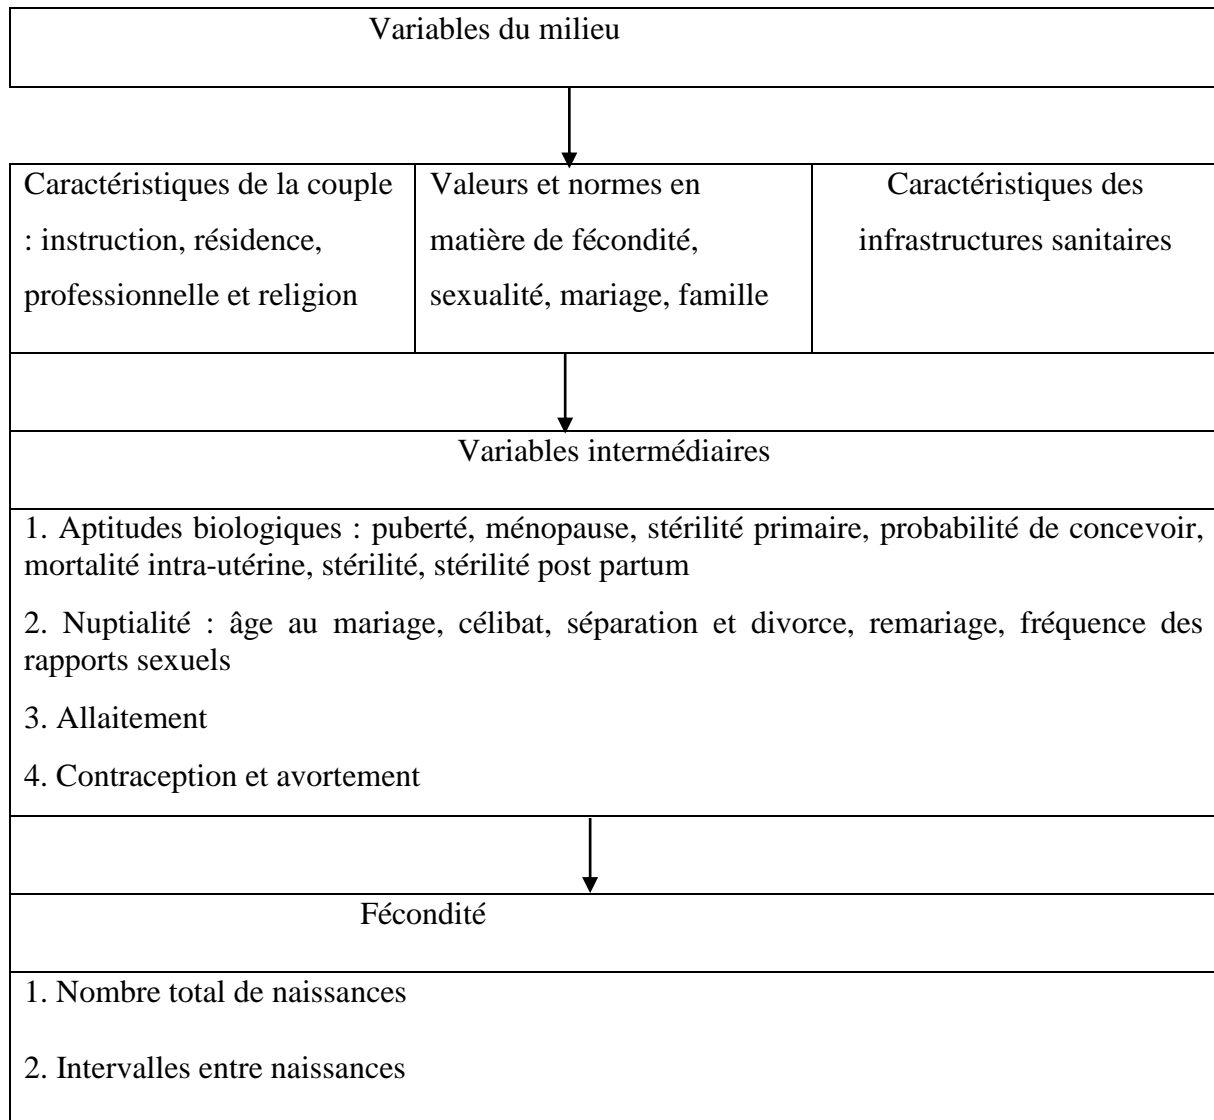 Variables du milieu
Caractéristiques de la couple
: instruction, résidence,
professionnelle et religion
Valeurs et normes en
matière de fécondité,
sexualité, mariage, famille
Caractéristiques des
infrastructures sanitaires
Variables intermédiaires
1. Aptitudes biologiques : puberté, ménopause, stérilité primaire, probabilité de concevoir,
mortalité intra-utérine, stérilité, stérilité post partum
2. Nuptialité : âge au mariage, célibat, séparation et divorce, remariage, fréquence des
rapports sexuels
3. Allaitement
4. Contraception et avortement
Fécondité
1. Nombre total de naissances
2. Intervalles entre naissances